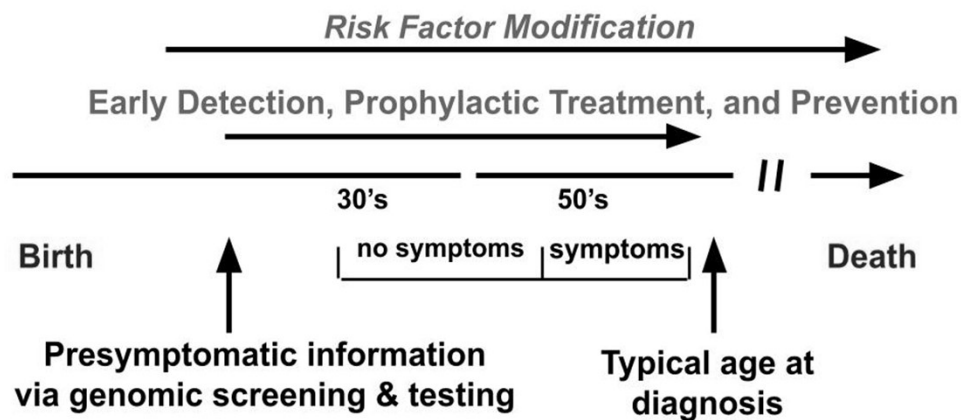 Risk Factor Modification
Early Detection, Prophylactic Treatment, and Prevention
30's 50's
no symptoms symptoms
Birth Death
Presymptomatic information
via genomic screening & testing
Typical age at
diagnosis